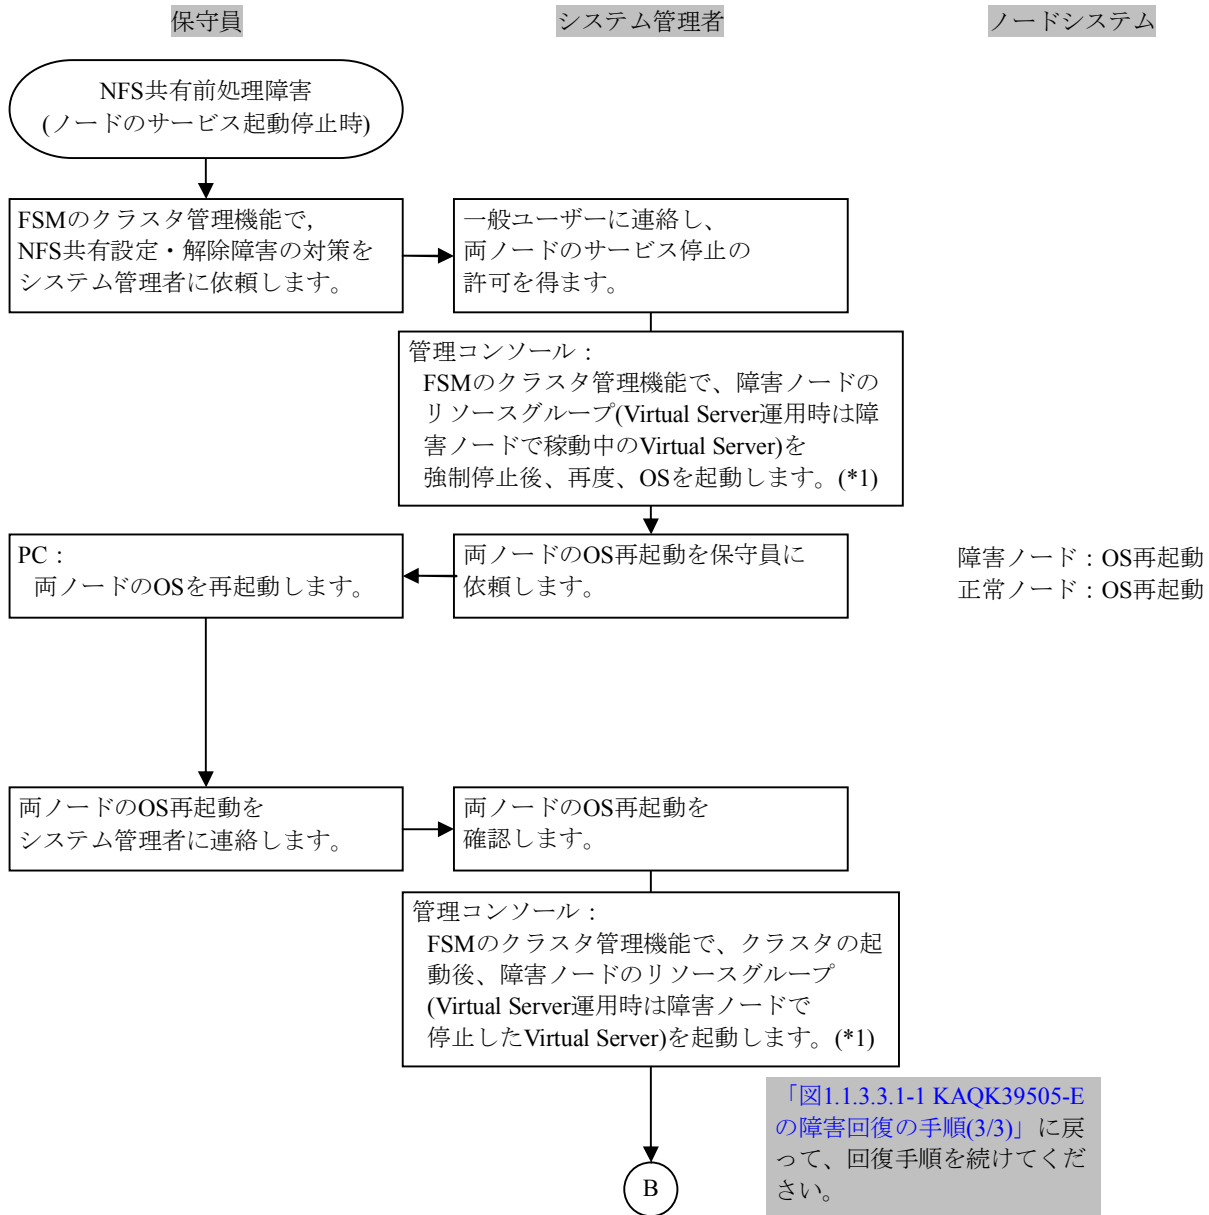 保守員
システム管理者
ノードシステム
NFS共有前処理障害
(ノードのサービス起動停止時)
FSMのクラスタ管理機能で,
NFS共有設定・解除障害の対策を
システム管理者に依頼します。
一般ユーザーに連絡し、
両ノードのサービス停止の
許可を得ます。
管理コンソール：
FSMのクラスタ管理機能で、障害ノードの
リソースグループ(Virtual Server運用時は障
害ノードで稼動中のVirtual Server)を
強制停止後、再度、OSを起動します。(*1)
PC：
両ノードのOSを再起動します。
両ノードのOS再起動を保守員に
依頼します。
障害ノード：OS再起動
正常ノード：OS再起動
両ノードのOS再起動を
システム管理者に連絡します。
両ノードのOS再起動を
確認します。
管理コンソール：
FSMのクラスタ管理機能で、クラスタの起
動後、障害ノードのリソースグループ
(Virtual Server運用時は障害ノードで
停止したVirtual Server)を起動します。(*1)
「図1.1.3.3.1-1 KAQK39505-E
の障害回復の手順(3/3)」に戻
って、回復手順を続けてくだ
さい。
B